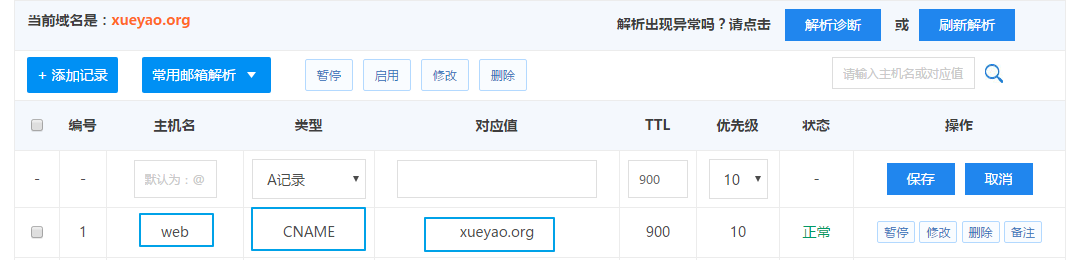 当前域名是：xueyao.org 解析出现异常吗？请点击 解析诊断 或 刷新解析
+ 添加记录 常用邮箱解析 暂停 启用 修改 删除 请输入主机名或对应值
编号 主机名 类型 对应值 TTL 优先级 状态 操作
- - 默认为：@ A记录 900 10 - 保存 取消
1 web CNAME xueyao.org 900 10 正常 暂停 修改 删除 备注